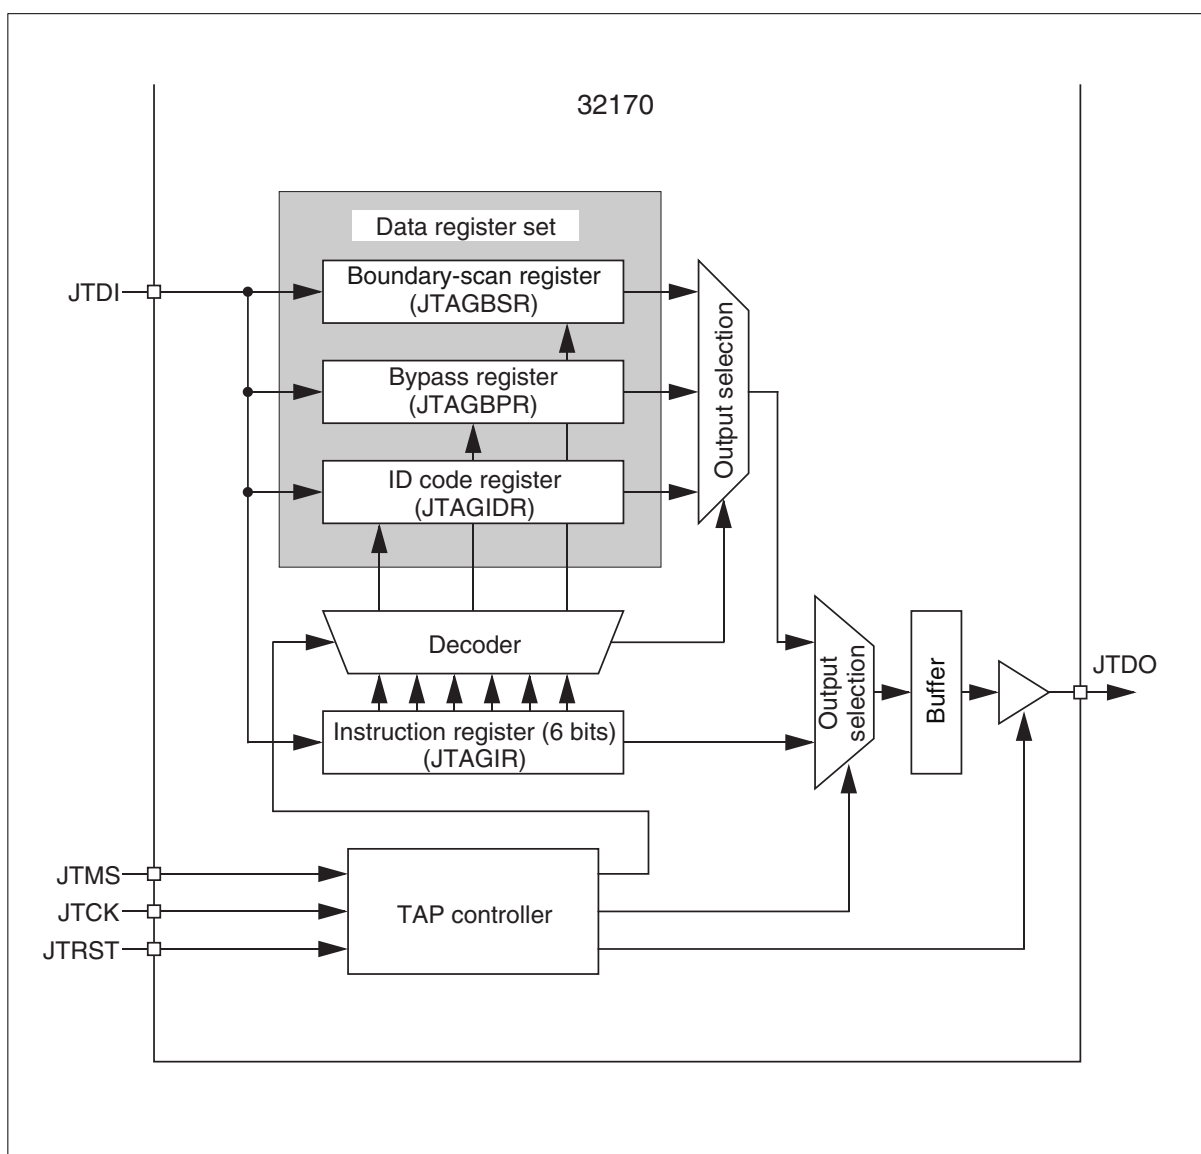 32170
Data register set
Boundary-scan register
(JTAGBSR)
JTDI
Bypass register
(JTAGBPR)
Output selection
ID code register
(JTAGIDR)
Decoder
Output
selection
Buffer
JTDO
Instruction register (6 bits)
(JTAGIR)
JTMS
JTCK
TAP controller
JTRST